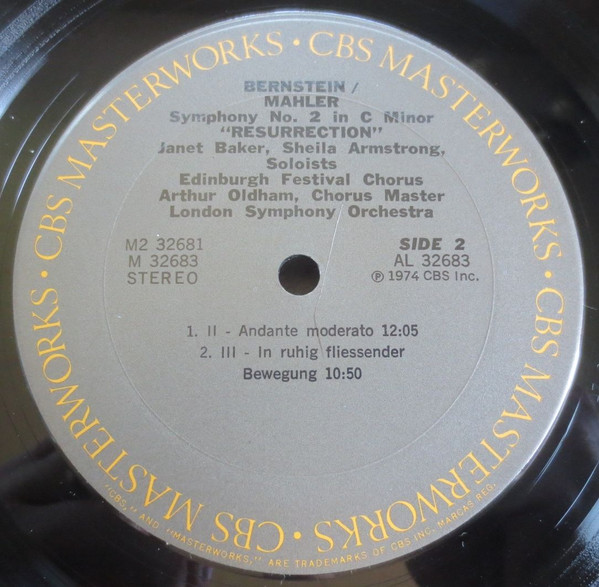 CBS MASTERWORKS • CBS MASTERWORKS • CBS MASTERWORKS • CBS MASTERWORKS •
BERNSTEIN /
MAHLER
Symphony No. 2 in C Minor
"RESURRECTION"
Janet Baker, Sheila Armstrong,
Soloists
Edinburgh Festival Chorus
Arthur Oldham, Chorus Master
London Symphony Orchestra
M2 32681
M 32683
STEREO
SIDE 2
AL 32683
Ⓟ 1974 CBS Inc.
1. II - Andante moderato 12:05
2. III - In ruhig fliessender
Bewegung 10:50
"CBS," AND "MASTERWORKS," ARE TRADEMARKS OF CBS INC. MARCAS REG.